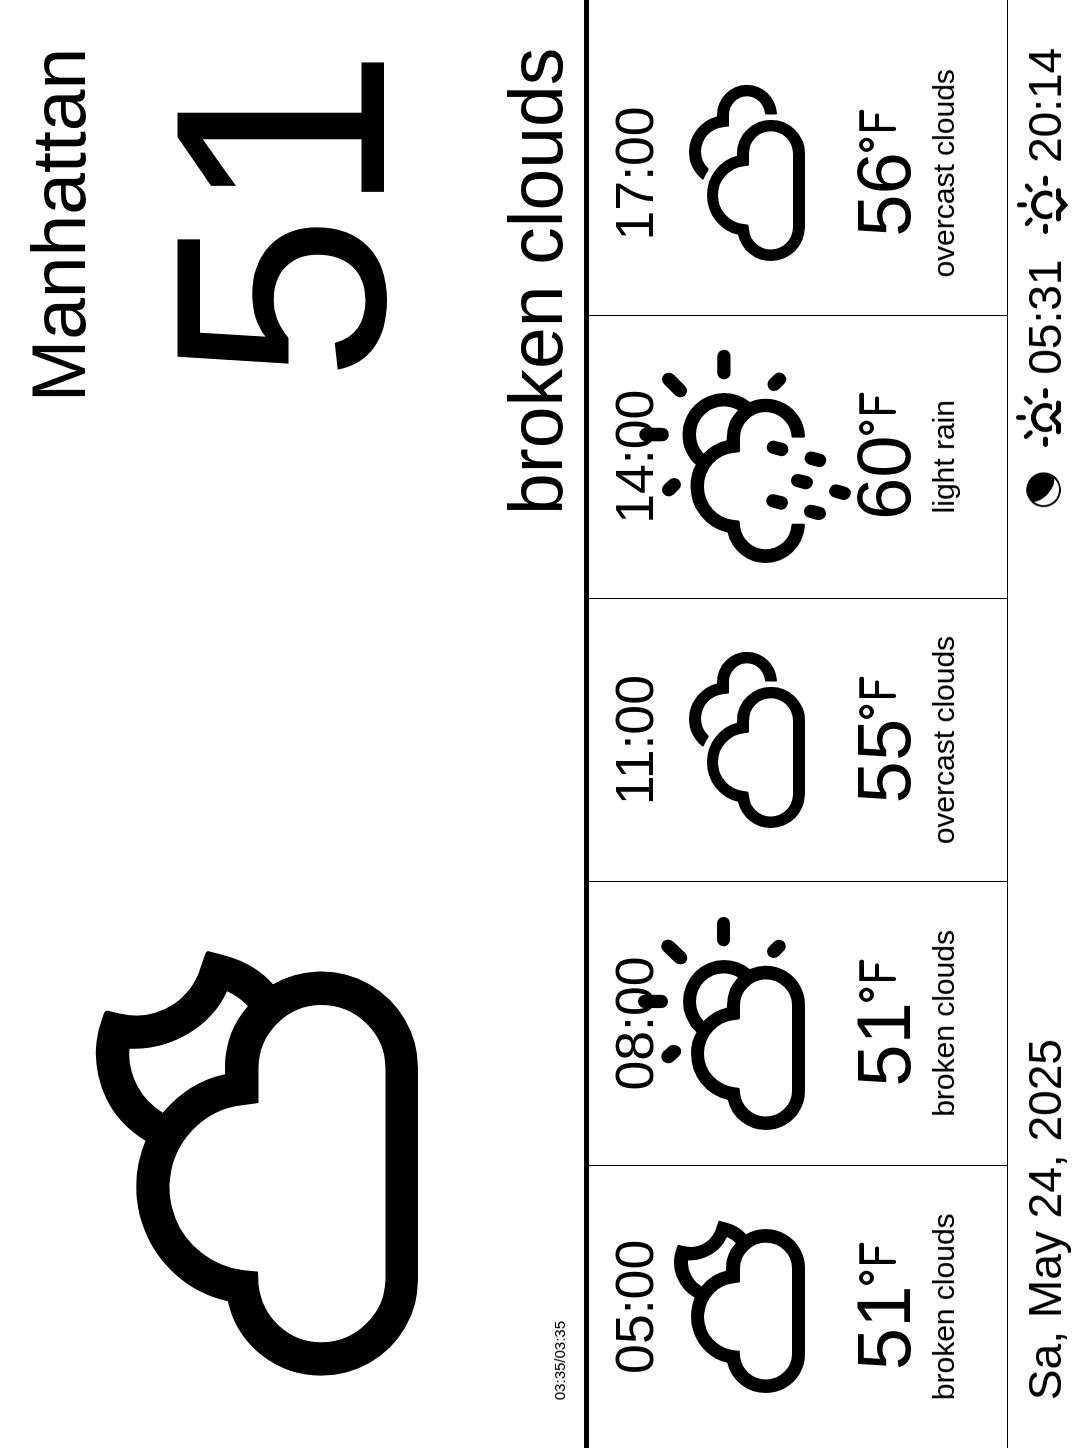 Manhattan
51
broken clouds
03:35/03:35
05:00
51°F
broken clouds
08:00
51°F
broken clouds
11:00
55°F
overcast clouds
14:00
60°F
light rain
17:00
56°F
overcast clouds
Sa, May 24, 2025
05:31
20:14